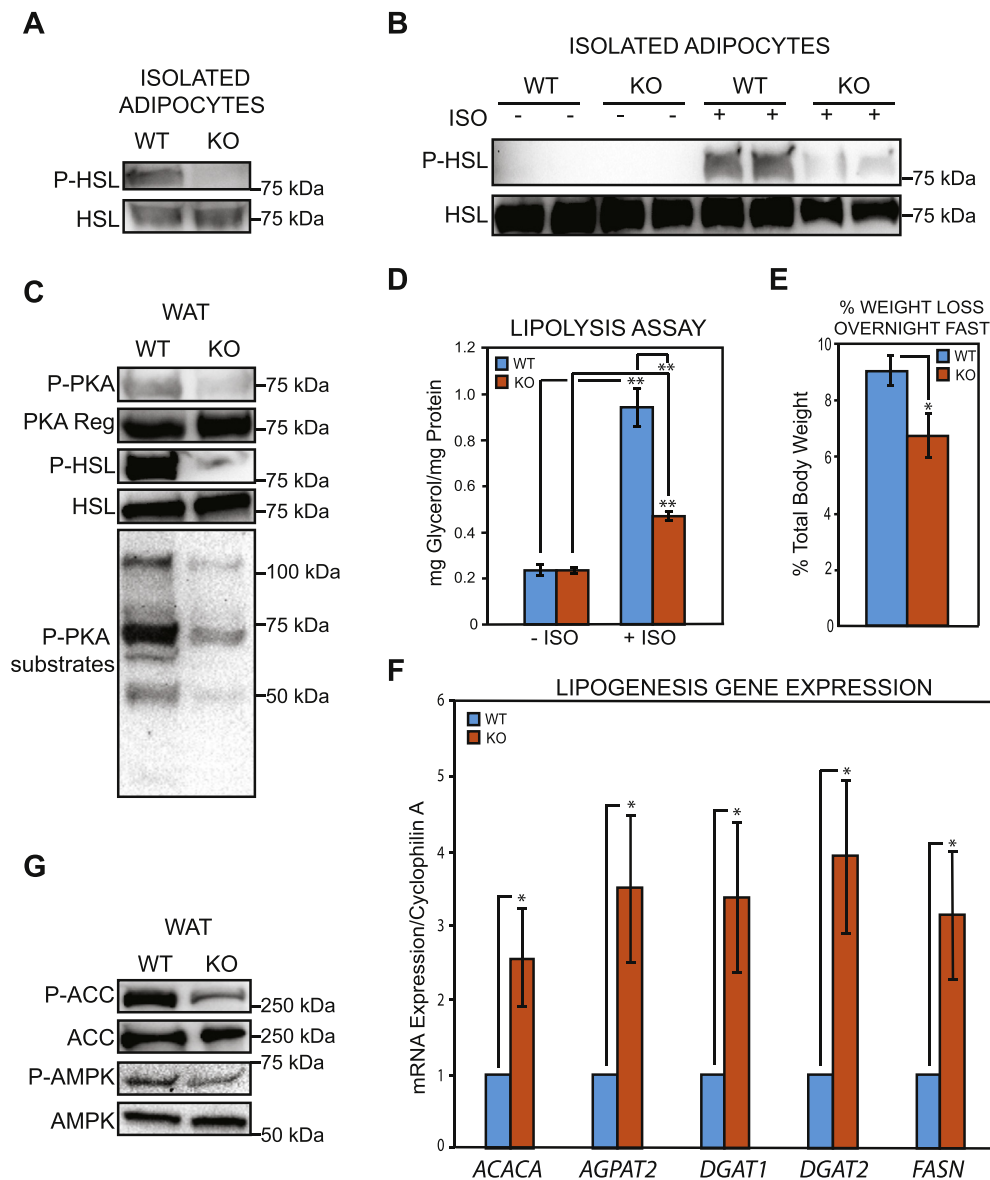 A
ISOLATED
ADIPOCYTES
WT KO
P-HSL
75 kDa
HSL
75 kDa
B
ISOLATED ADIPOCYTES
WT KO WT KO
ISO - - - - + + + +
P-HSL
75 kDa
HSL
75 kDa
C
WAT
WT KO
P-PKA
75 kDa
PKA Reg
75 kDa
P-HSL
75 kDa
HSL
75 kDa
100 kDa
75 kDa
P-PKA
substrates
50 kDa
D
LIPOLYSIS ASSAY
mg Glycerol/mg Protein
1.2
1.0
0.8
0.6
0.4
0.2
0
WT
KO
**
**
**
- ISO + ISO
E
% WEIGHT LOSS
OVERNIGHT FAST
% Total Body Weight
10
8
6
4
2
0
WT
KO
*
F
LIPOGENESIS GENE EXPRESSION
mRNA Expression/Cyclophilin A
6
5
4
3
2
1
0
WT
KO
* * * * *
ACACA AGPAT2 DGAT1 DGAT2 FASN
G
WAT
WT KO
P-ACC
250 kDa
ACC
250 kDa
75 kDa
P-AMPK
AMPK
50 kDa